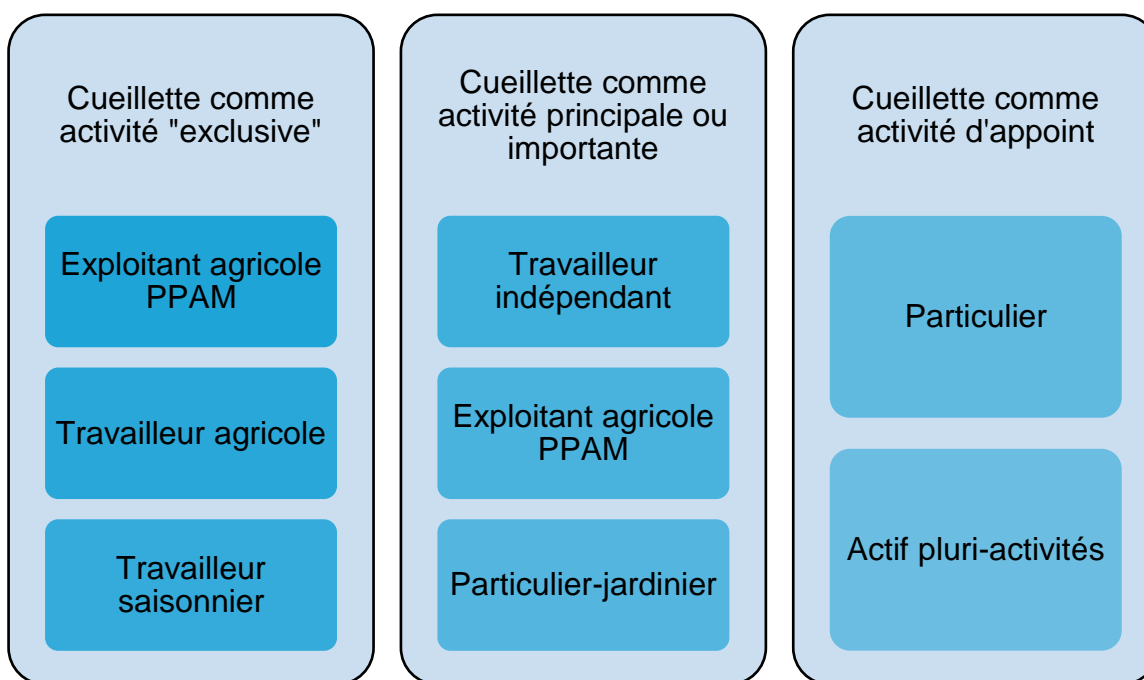 Cueillette comme
activité "exclusive"
Exploitant agricole
PPAM
Travailleur agricole
Travailleur
saisonnier
Cueillette comme
activité principale ou
importante
Travailleur
indépendant
Exploitant agricole
PPAM
Particulier-jardinier
Cueillette comme
activité d'appoint
Particulier
Actif pluri-activités